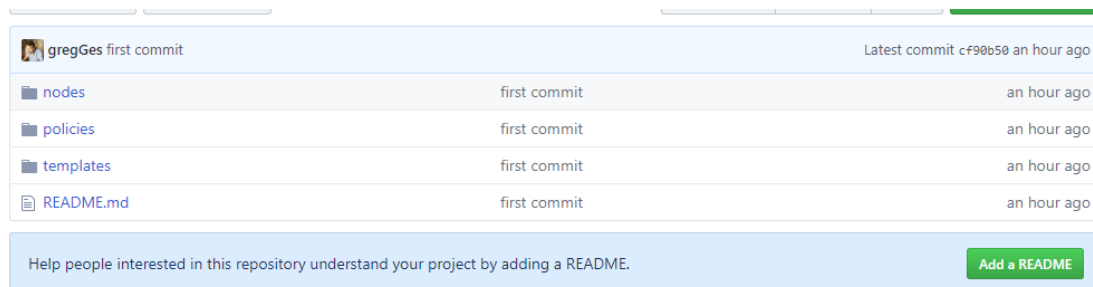 gregGes first commit Latest commit cf90b50 an hour ago
nodes first commit an hour ago
policies first commit an hour ago
templates first commit an hour ago
README.md first commit an hour ago
Help people interested in this repository understand your project by adding a README. Add a README